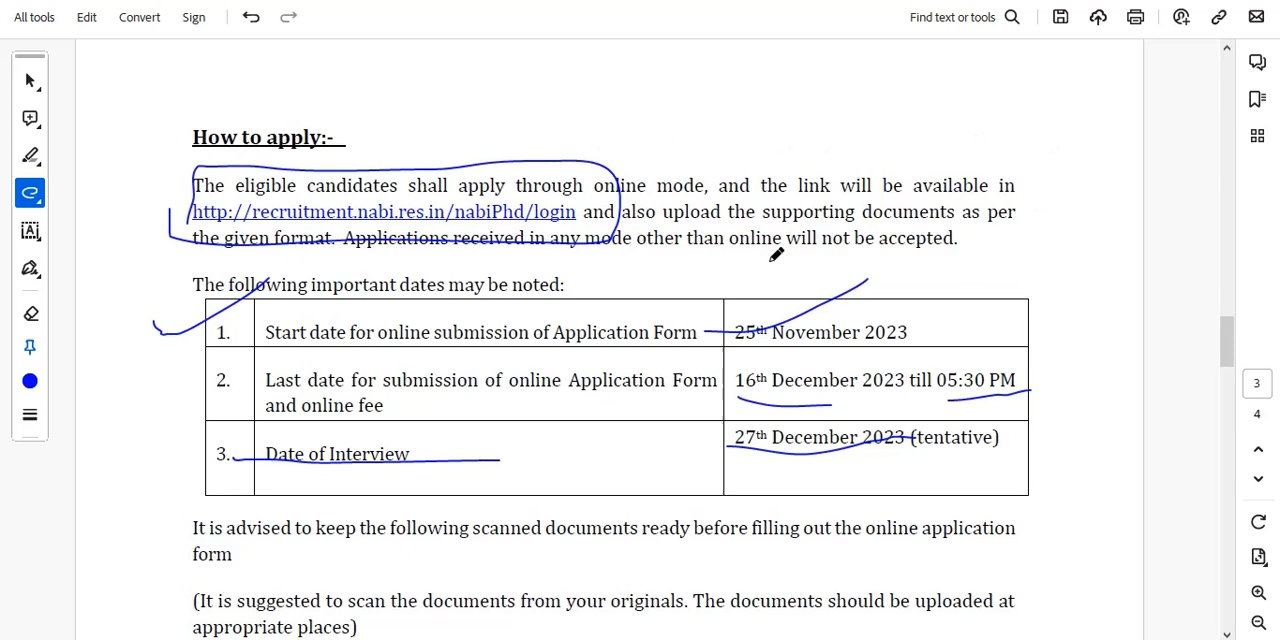 All tools Edit Convert Sign Find text or tools
How to apply:-
The eligible candidates shall apply through online mode, and the link will be available in
http://recruitment.nabi.res.in/nabiPhd/login and also upload the supporting documents as per
the given format. Applications received in any mode other than online will not be accepted.
The following important dates may be noted:
1. Start date for online submission of Application Form 25th November 2023
2. Last date for submission of online Application Form 16th December 2023 till 05:30 PM
and online fee
3. Date of Interview 27th December 2023 (tentative)
It is advised to keep the following scanned documents ready before filling out the online application
form
(It is suggested to scan the documents from your originals. The documents should be uploaded at
appropriate places)
3
4